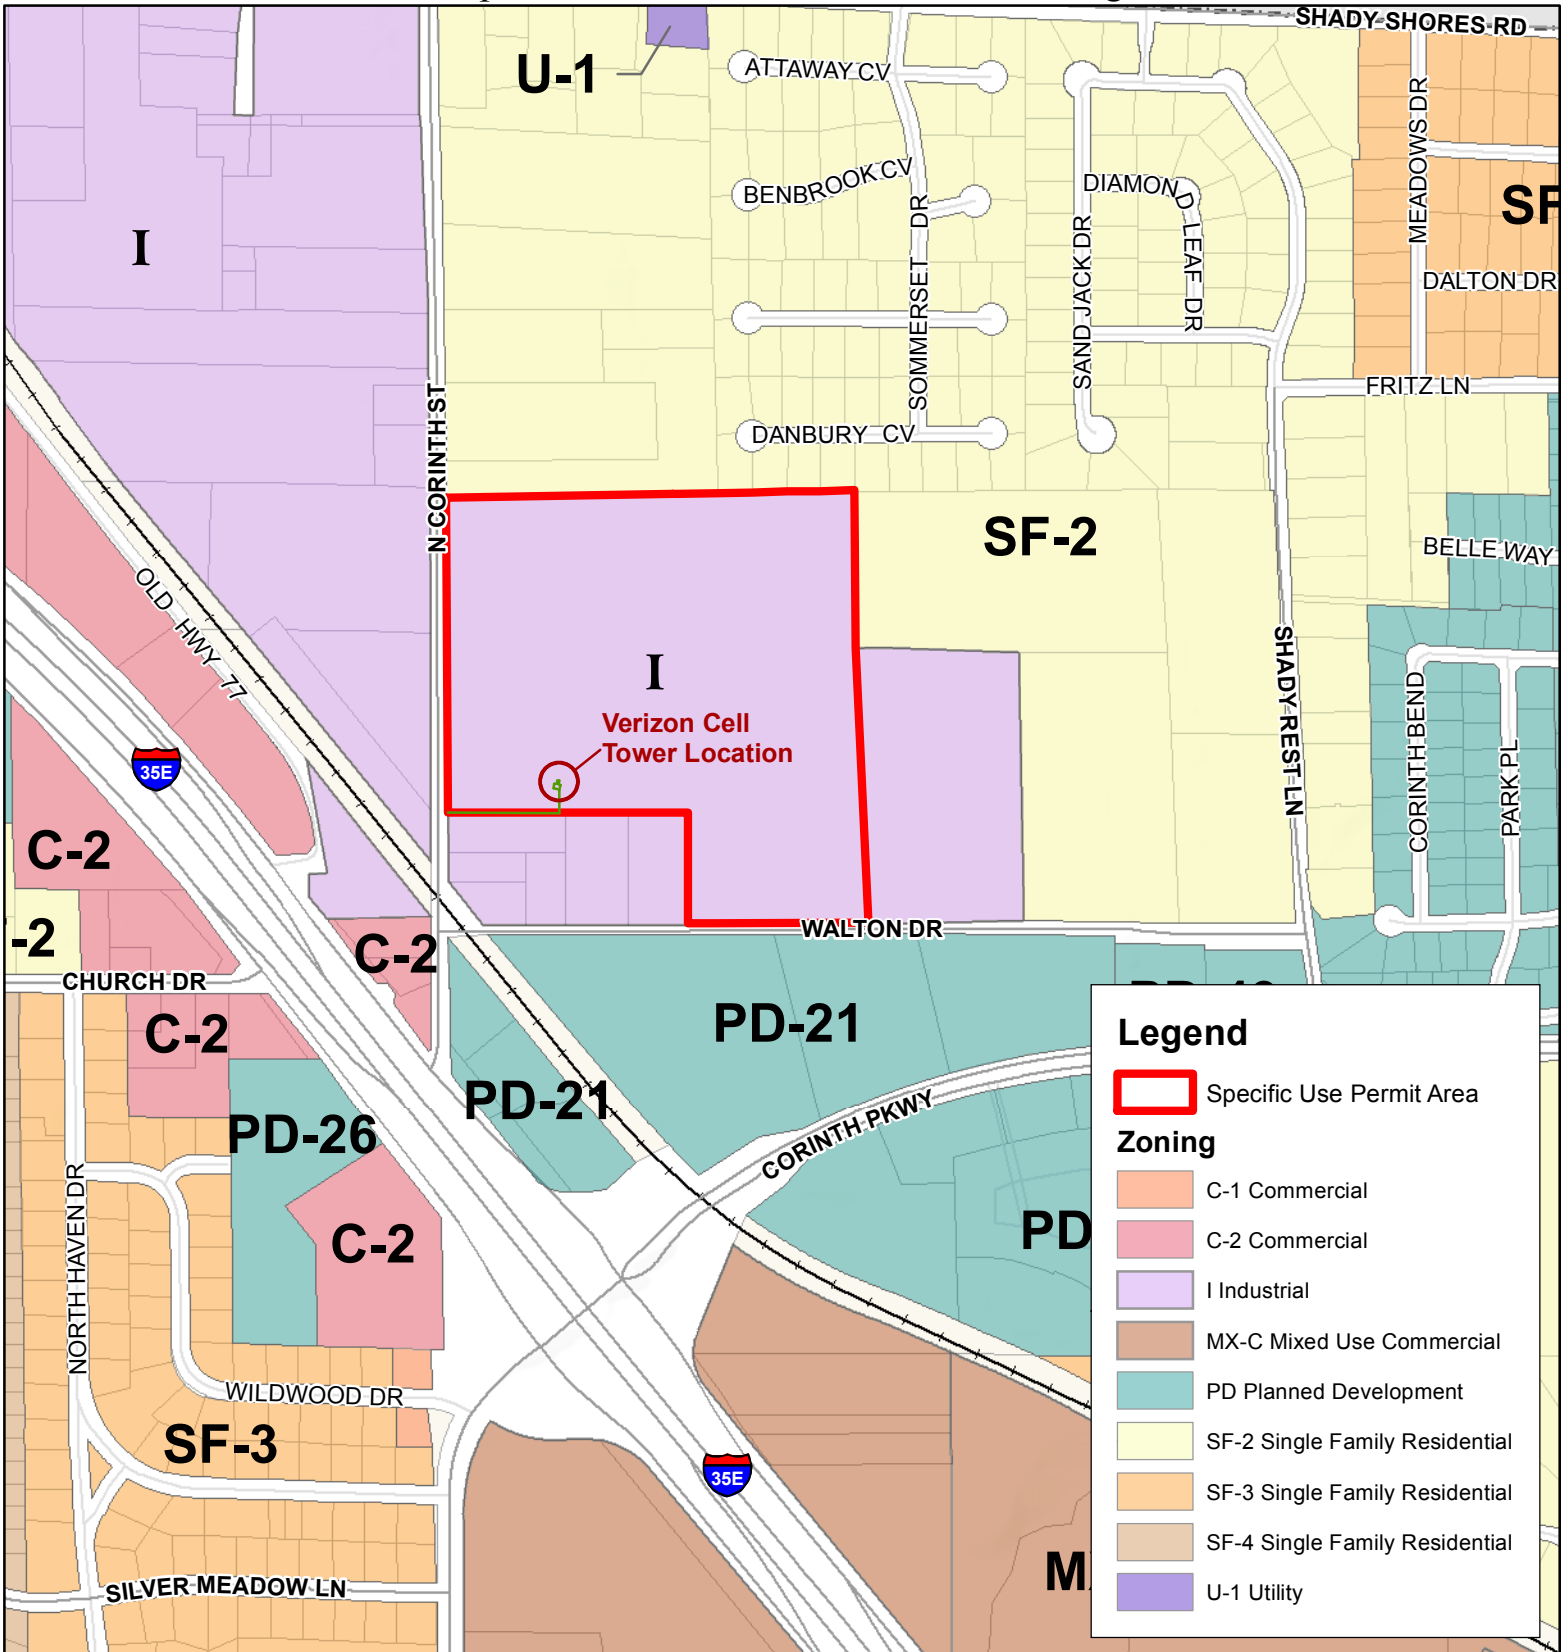 SHADY SHORES RD
U-1
ATTAWAY CV
MEADOWS DR
BENBROOK CV
DIAMOND LEAF DR
SF
I
SOMMERSET DR
SAND JACK DR
DALTON DR
N CORINTH ST
FRITZ LN
DANBURY CV
SF-2
BELLE WAY
OLD HWY 77
I
SHADY REST LN
Verizon Cell
Tower Location
CORINTH BEND
PARK PL
35E
C-2
-2
C-2
WALTON DR
CHURCH DR
C-2
PD-21
PD-21
PD-26
CORINTH PKWY
NORTH HAVEN DR
C-2
PD
WILDWOOD DR
SF-3
35E
SILVER MEADOW LN
Legend
Specific Use Permit Area
Zoning
C-1 Commercial
C-2 Commercial
I Industrial
MX-C Mixed Use Commercial
PD Planned Development
SF-2 Single Family Residential
SF-3 Single Family Residential
SF-4 Single Family Residential
U-1 Utility